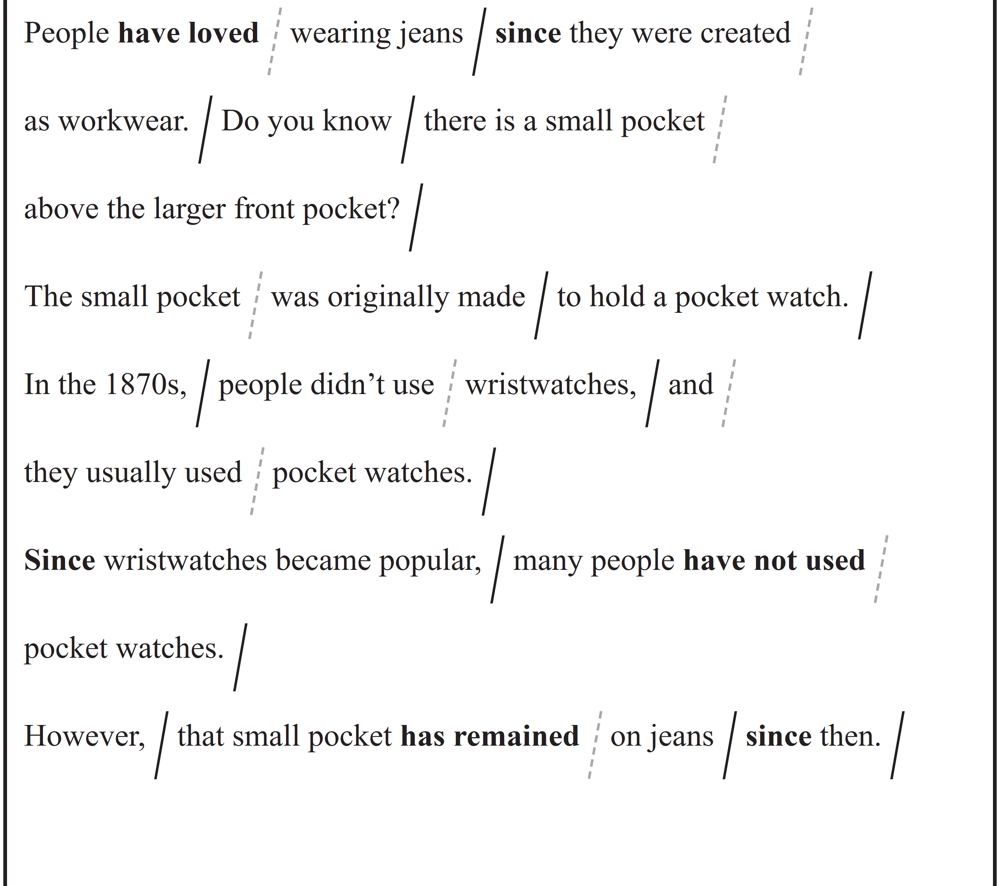 People have loved / wearing jeans / since they were created /
as workwear. / Do you know / there is a small pocket /
above the larger front pocket? /
The small pocket / was originally made / to hold a pocket watch. /
In the 1870s, / people didn’t use / wristwatches, / and /
they usually used / pocket watches. /
Since wristwatches became popular, / many people have not used /
pocket watches. /
However, / that small pocket has remained / on jeans / since then. /